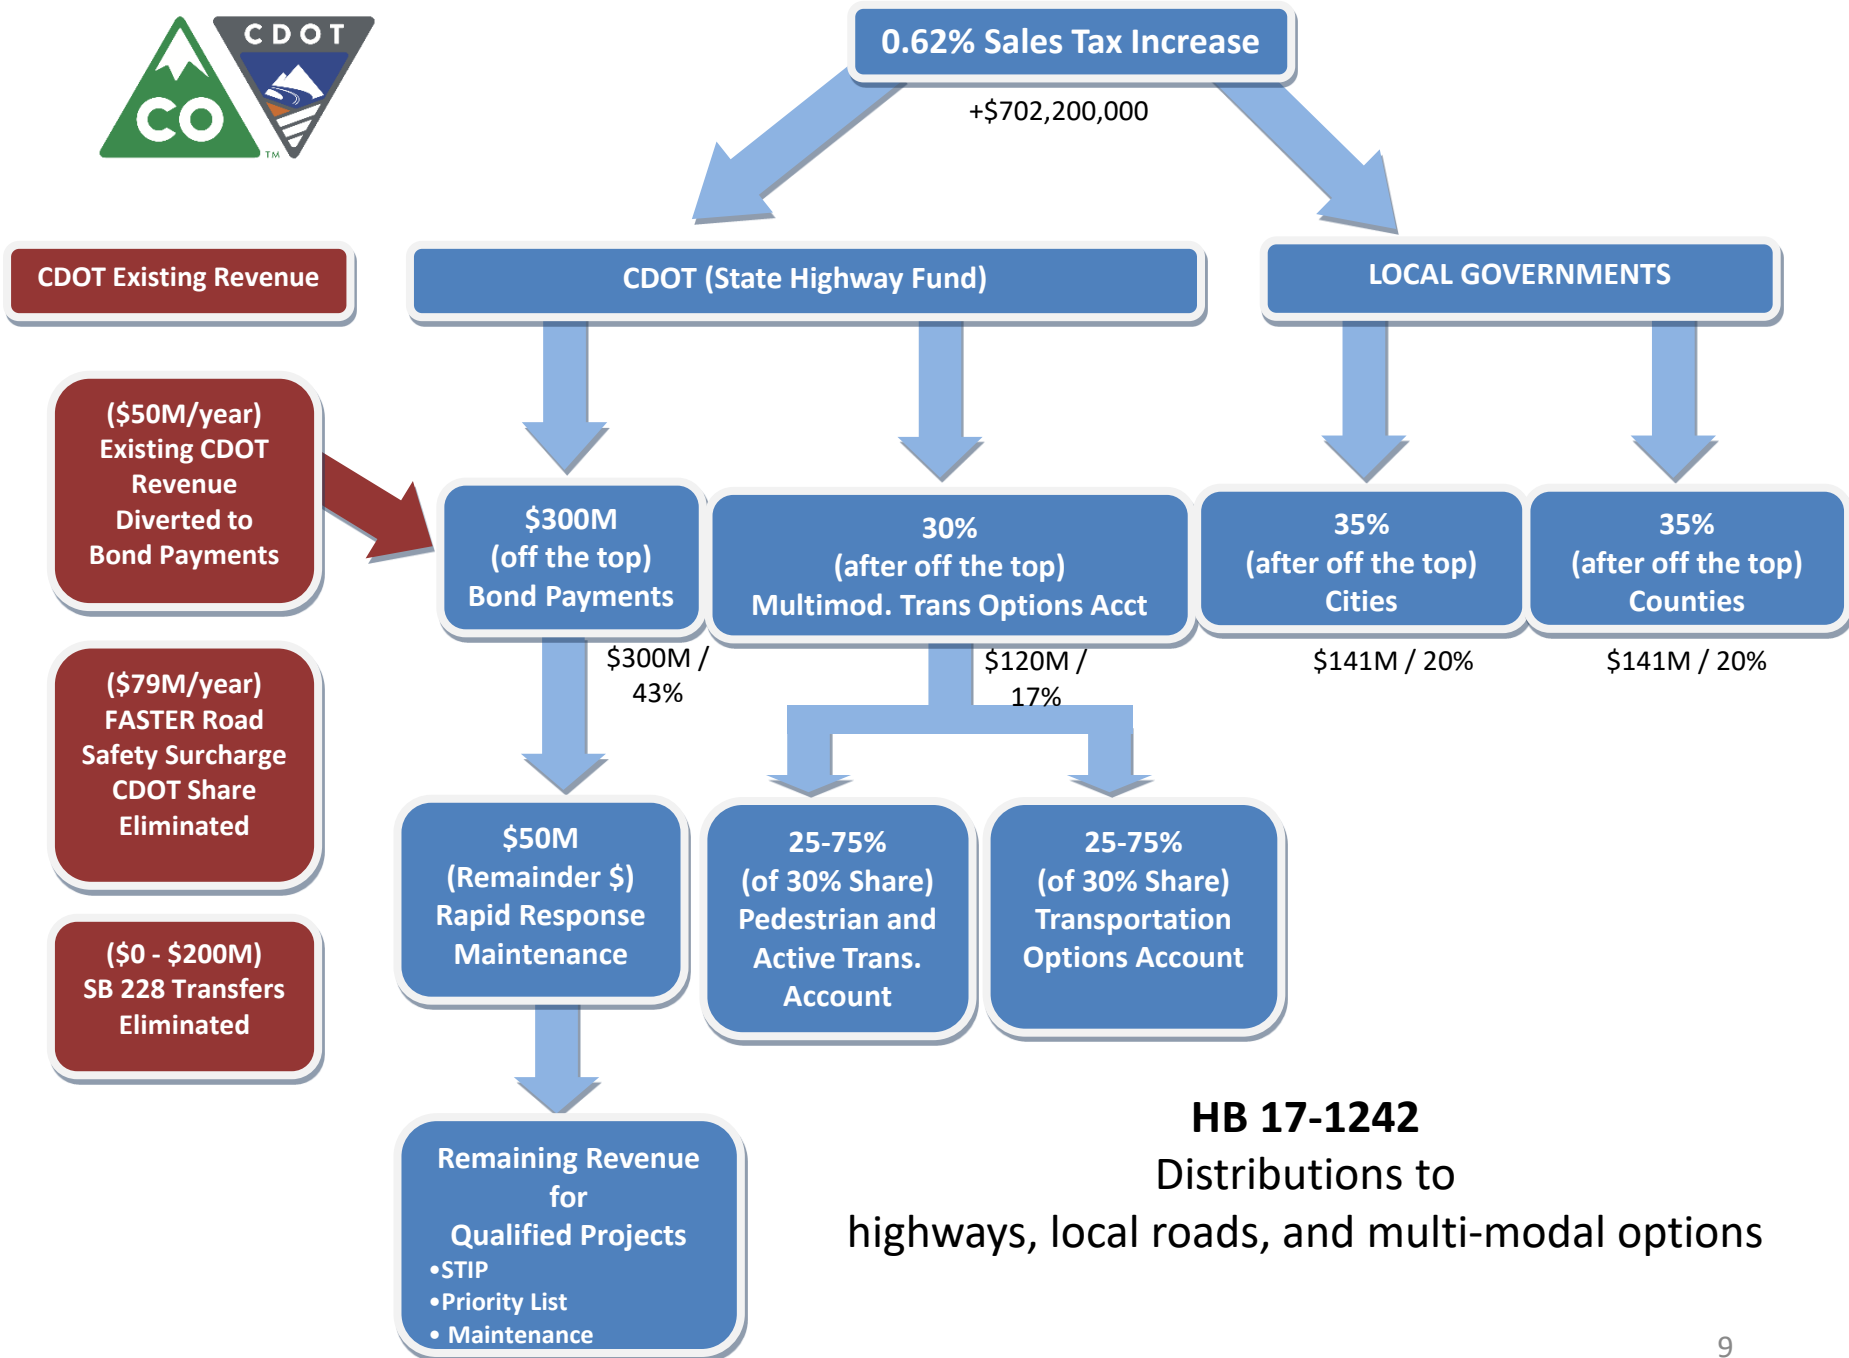 CDOT
CO
TM
0.62% Sales Tax Increase
+$702,200,000
CDOT Existing Revenue
CDOT (State Highway Fund)
LOCAL GOVERNMENTS
($50M/year)
Existing CDOT
Revenue
Diverted to
Bond Payments
$300M
(off the top)
Bond Payments
30%
(after off the top)
Multimod. Trans Options Acct
35%
(after off the top)
Cities
35%
(after off the top)
Counties
$300M /
43%
$120M /
17%
$141M / 20%
$141M / 20%
($79M/year)
FASTER Road
Safety Surcharge
CDOT Share
Eliminated
$50M
(Remainder $)
Rapid Response
Maintenance
25-75%
(of 30% Share)
Pedestrian and
Active Trans.
Account
25-75%
(of 30% Share)
Transportation
Options Account
($0 - $200M)
SB 228 Transfers
Eliminated
Remaining Revenue
for
Qualified Projects
•STIP
•Priority List
• Maintenance
HB 17-1242
Distributions to
highways, local roads, and multi-modal options
9